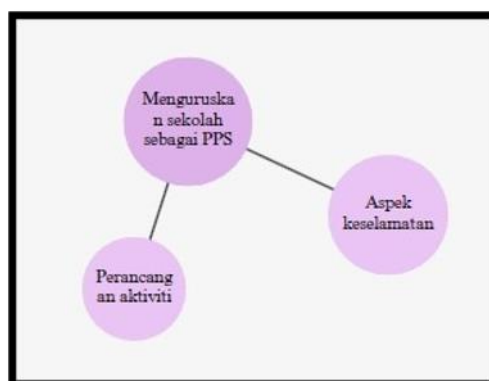 Menguruska
n sekolah
sebagai PPS
Aspek
keselamatan
Perancang
an aktiviti